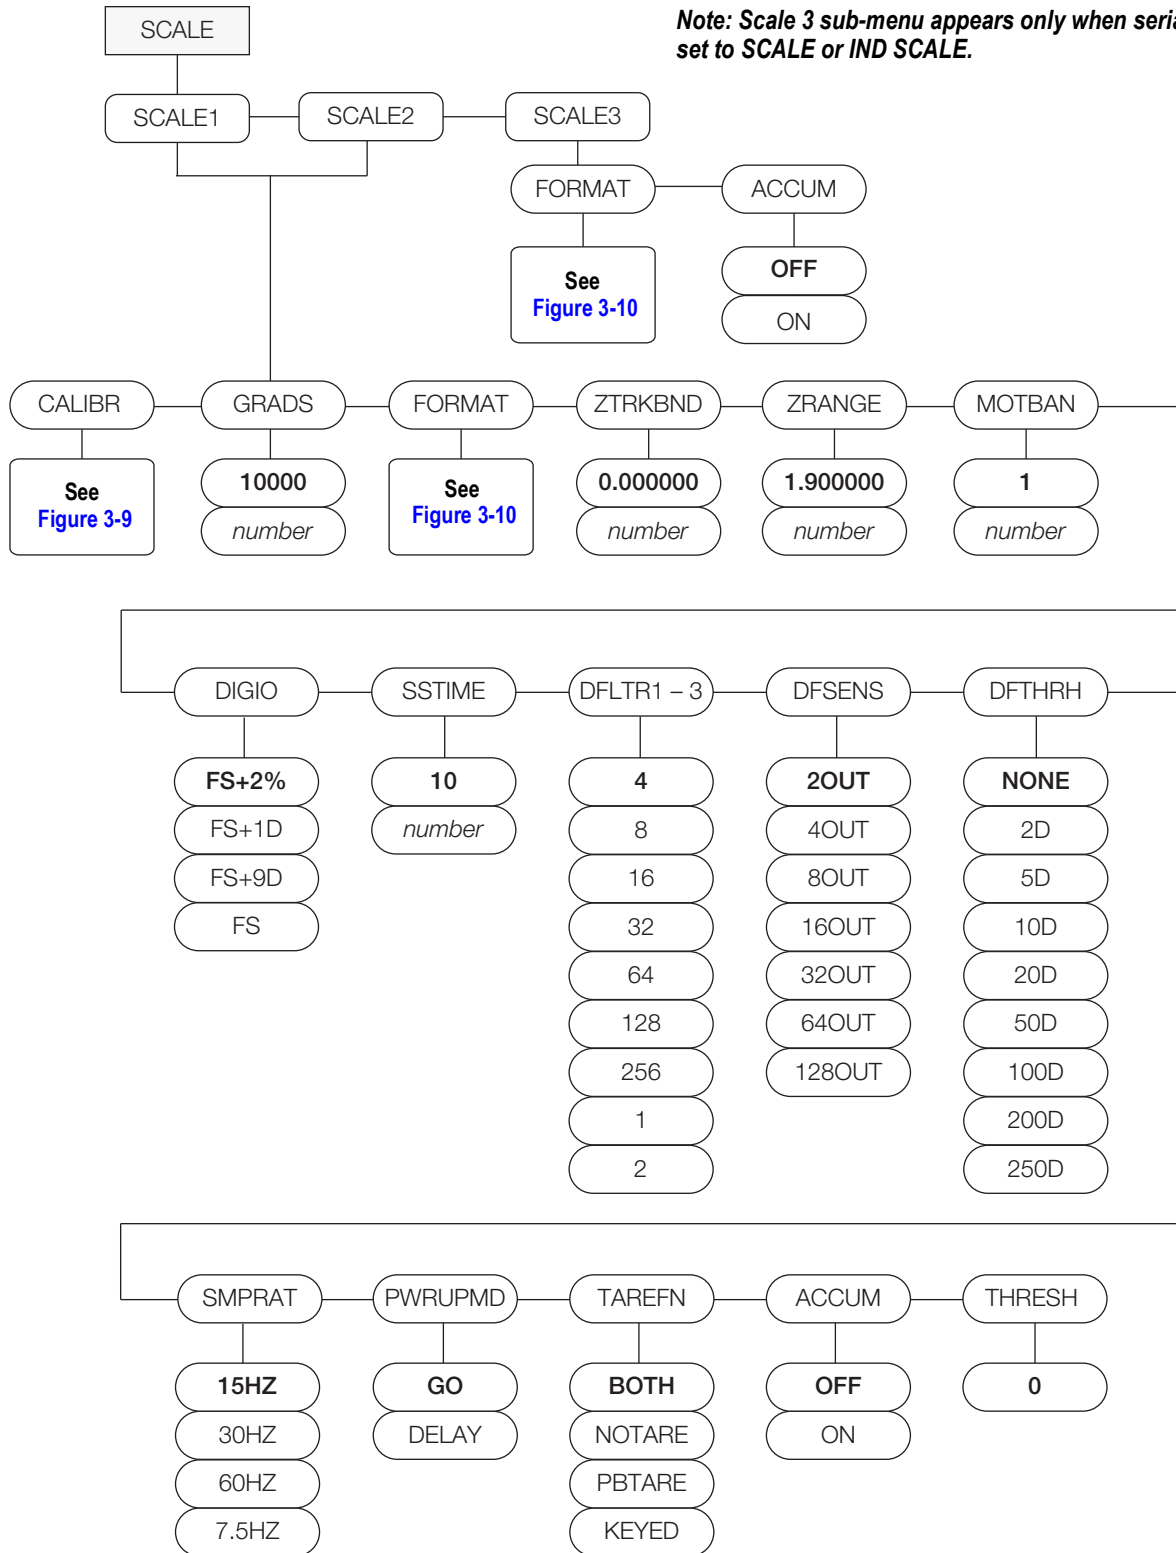 SCALE
Note: Scale 3 sub-menu appears only when
set to SCALE or IND SCALE.
SCALE1
SCALE2
SCALE3
FORMAT
ACCUM
See
Figure 3-10
OFF
ON
CALIBR
GRADS
FORMAT
ZTRKBND
ZRANGE
MOTBAN
See
Figure 3-9
10000
number
See
Figure 3-10
0.000000
number
1.900000
number
1
number
DIGIO
SSTIME
DFLTR1 – 3
DFSENS
DFTHRH
FS+2%
FS+1D
FS+9D
FS
10
number
4
8
16
32
64
128
256
1
2
2OUT
4OUT
8OUT
16OUT
32OUT
64OUT
128OUT
NONE
2D
5D
10D
20D
50D
100D
200D
250D
SMPRAT
PWRUPMD
TAREFN
ACCUM
THRESH
15HZ
30HZ
60HZ
7.5HZ
GO
DELAY
BOTH
NOTARE
PBTARE
KEYED
OFF
ON
0